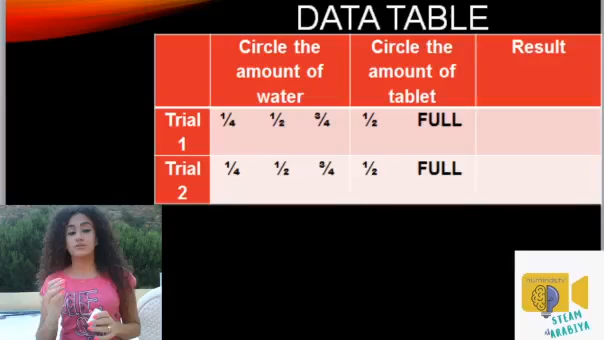 DATA TABLE
Circle the amount of water
Circle the amount of tablet
Result
Trial 1
¼ ½ ¾
½ FULL
Trial 2
¼ ½ ¾
½ FULL
STEAM
ARABIYA